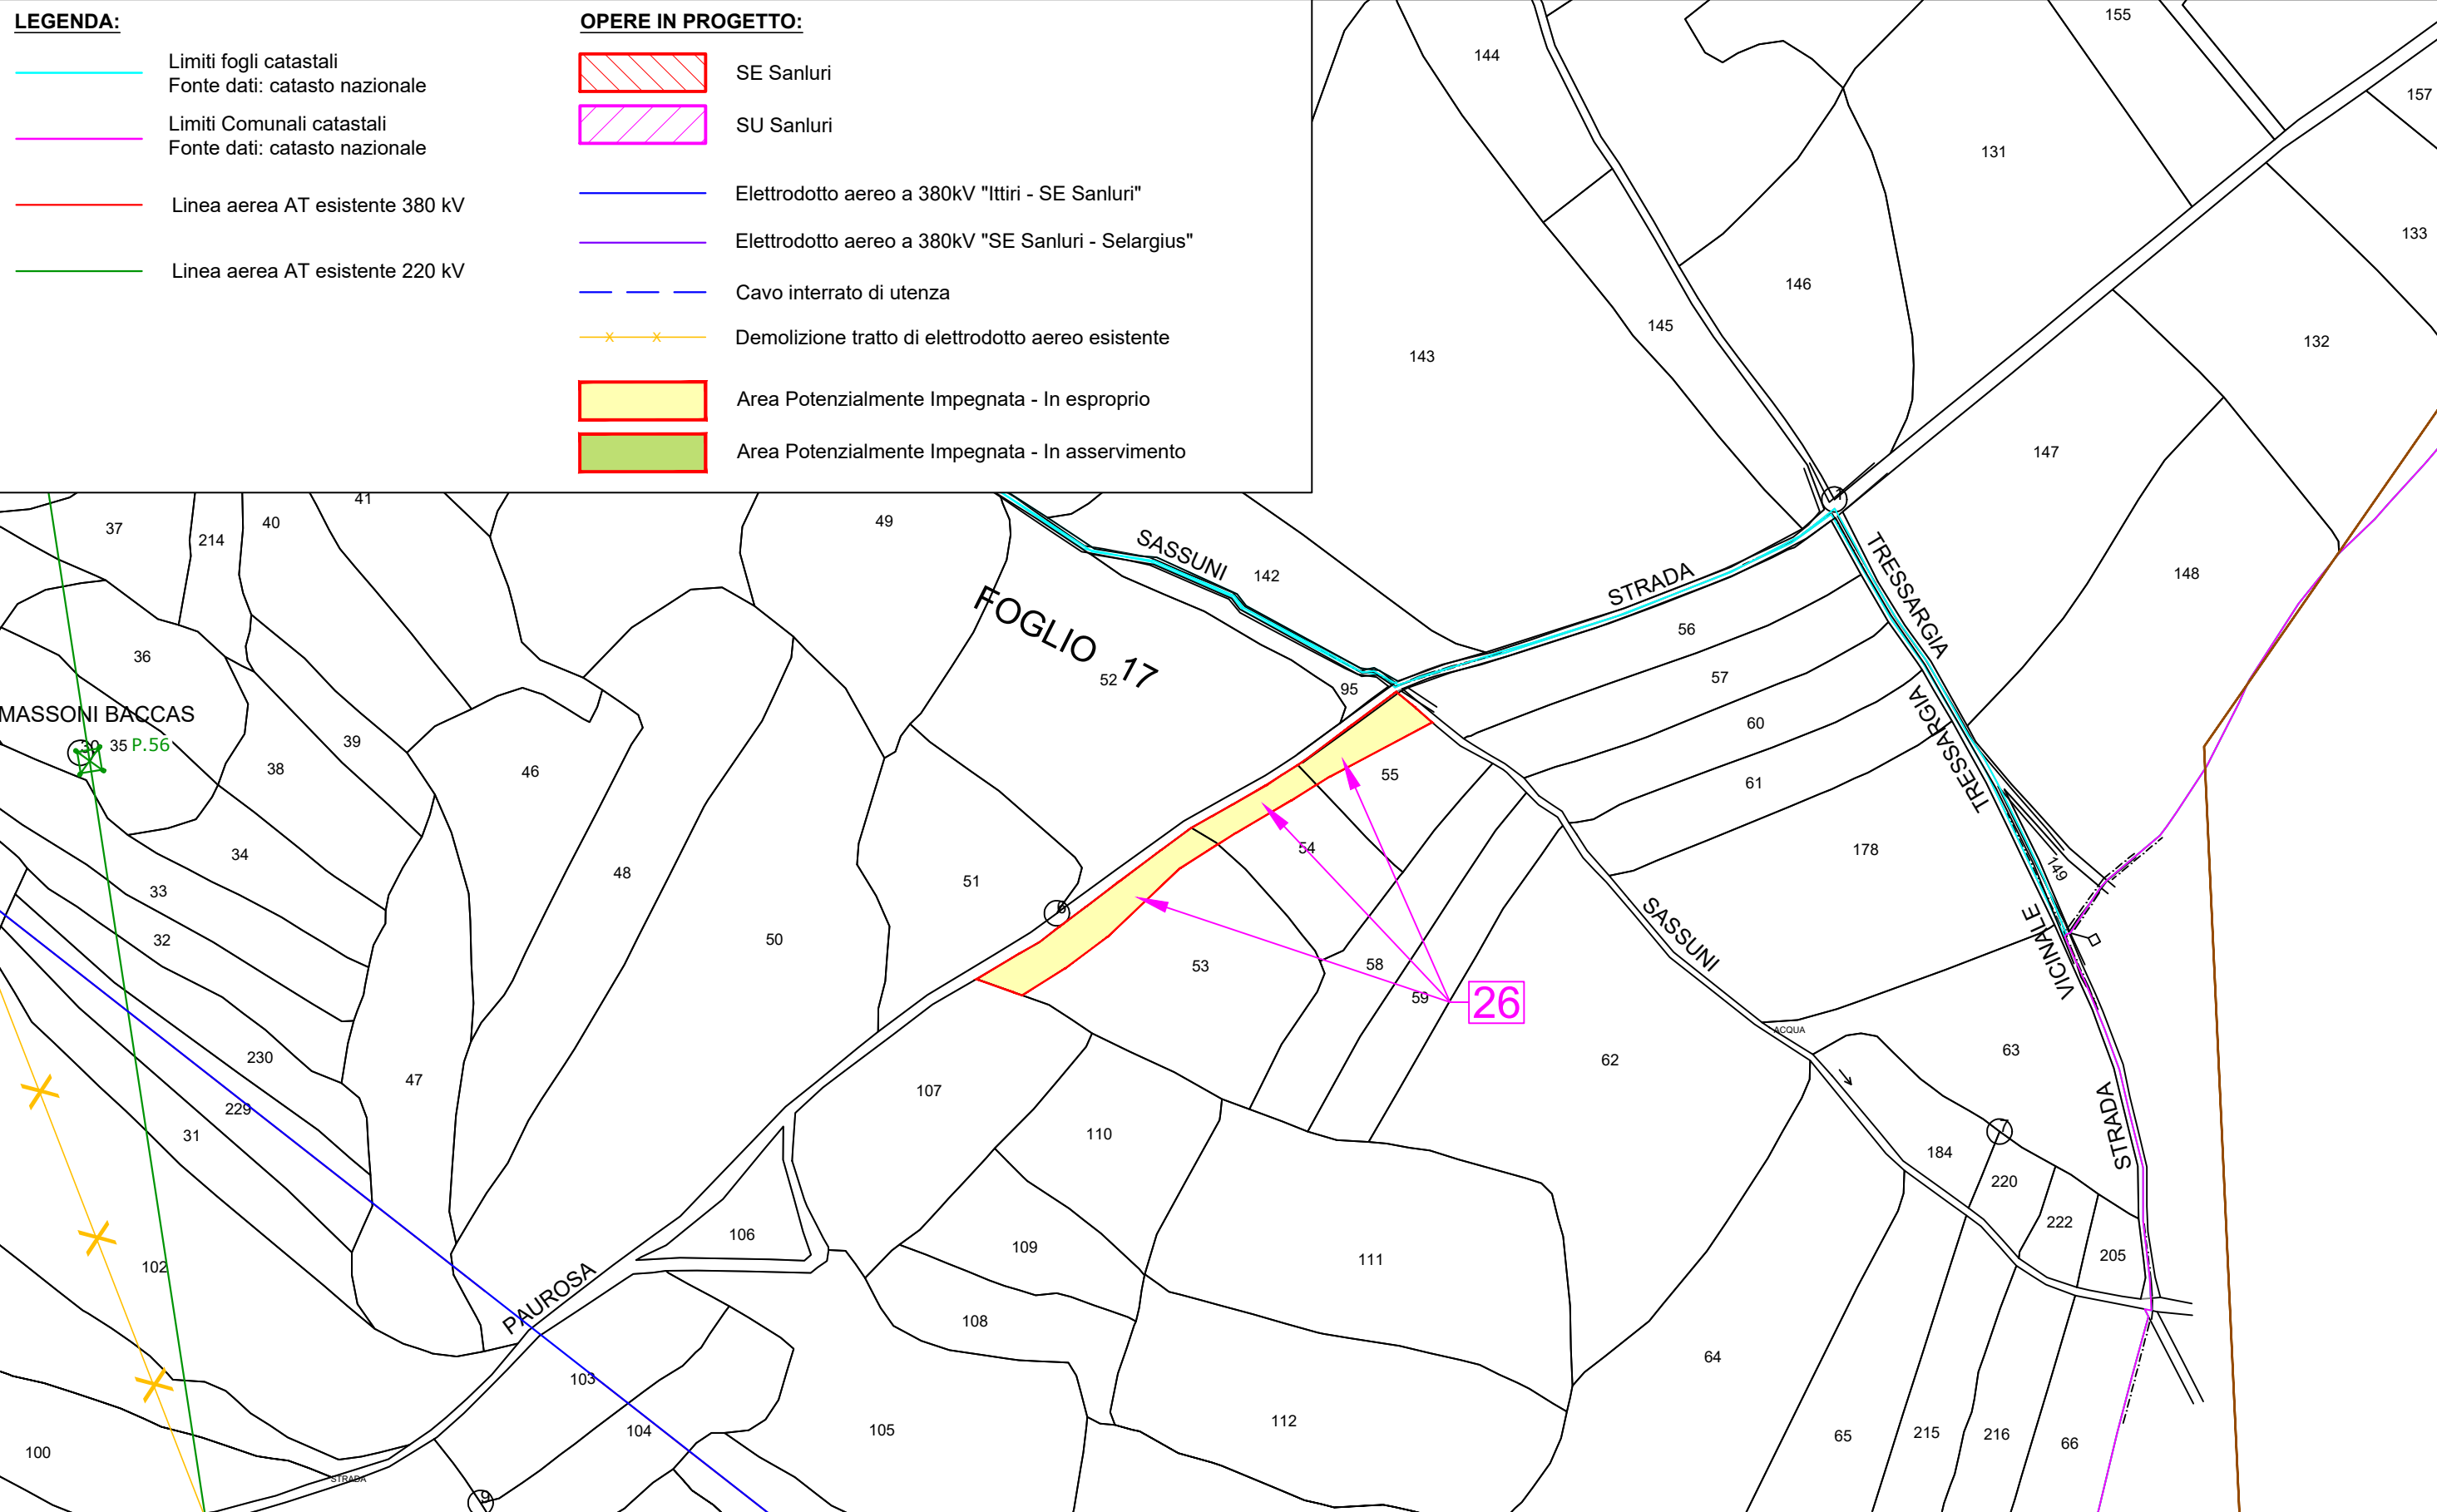 LEGENDA:
Limiti fogli catastali
Fonte dati: catasto nazionale
Limiti Comunali catastali
Fonte dati: catasto nazionale
Linea aerea AT esistente 380 kV
Linea aerea AT esistente 220 kV
OPERE IN PROGETTO:
SE Sanluri
SU Sanluri
Elettrodotto aereo a 380kV "Ittiri - SE Sanluri"
Elettrodotto aereo a 380kV "SE Sanluri - Selargius"
Cavo interrato di utenza
Demolizione tratto di elettrodotto aereo esistente
Area Potenzialmente Impegnata - In esproprio
Area Potenzialmente Impegnata - In asservimento
155
144
157
131
133
146
145
132
143
147
41
49
40
37
214
SASSUNI
142
STRADA
TRESSARGIA
148
FOGLIO 17
56
36
57
52
95
MASSONI BACCAS
39
30
35
P.56
60
TRESSARGIA
38
46
55
61
34
54
178
48
51
149
33
6
32
50
53
58
SASSUNI
VICINALE
59
26
230
ACQUA
63
62
47
107
229
31
110
STRADA
7
184
220
222
106
109
111
205
102
PAUROSA
108
64
103
104
105
112
65
215
216
66
100
STRADA
9